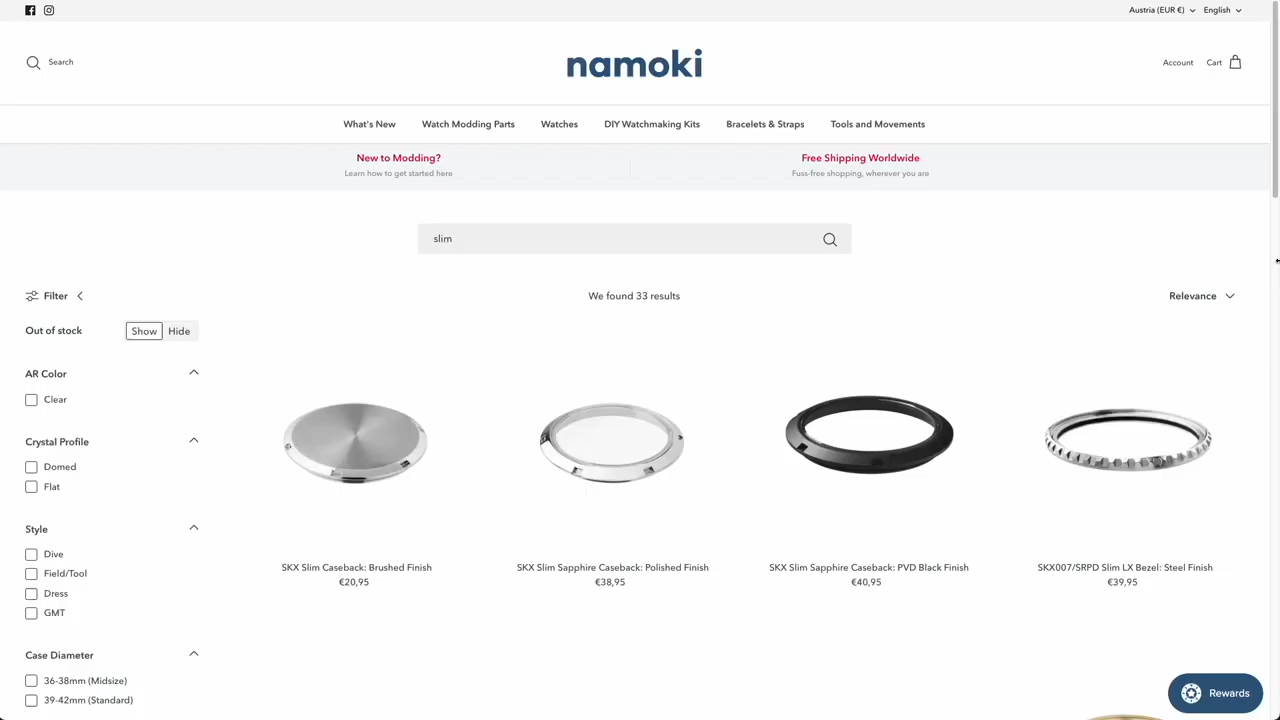 Austria (EUR €)
English
Search
namoki
Account
Cart
What's New
Watch Modding Parts
Watches
DIY Watchmaking Kits
Bracelets & Straps
Tools and Movements
New to Modding?
Learn how to get started here
Free Shipping Worldwide
Fuss-free shopping, wherever you are
slim
Filter
We found 33 results
Relevance
Out of stock
Show
Hide
AR Color
Clear
Crystal Profile
Domed
Flat
Style
Dive
Field/Tool
Dress
GMT
Case Diameter
36-38mm (Midsize)
39-42mm (Standard)
SKX Slim Caseback: Brushed Finish
€20,95
SKX Slim Sapphire Caseback: Polished Finish
€38,95
SKX Slim Sapphire Caseback: PVD Black Finish
€40,95
SKX007/SRPD Slim LX Bezel: Steel Finish
€39,95
Rewards